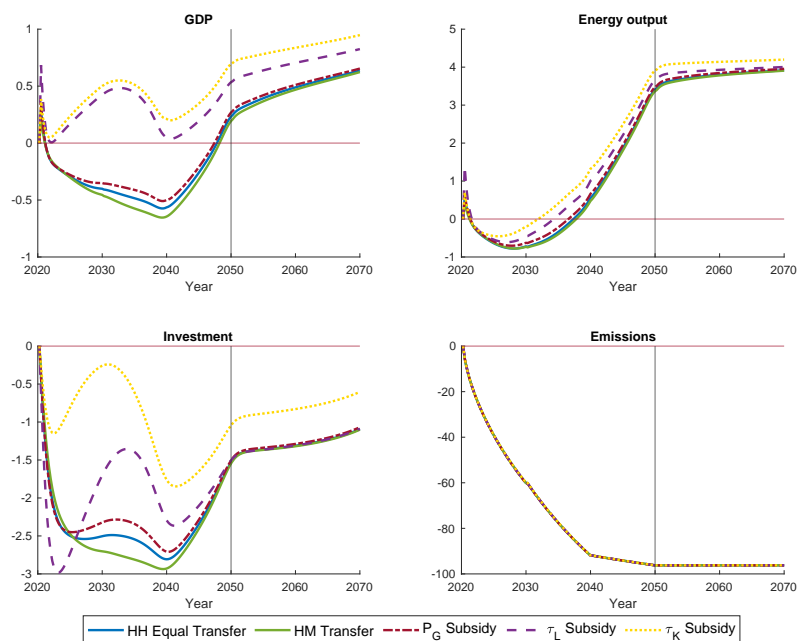 GDP
1
0.5
0
-0.5
1
2020 2030 2040 2050 2060 2070
Year
Energy output
5
4
3
2
1
0
-1
2020 2030 2040 2050 2060 2070
Year
Investment
0
-0.5
-1
-1.5
-2
-2.5
-3
2020 2030 2040 2050 2060 2070
Year
Emissions
0
-20
-40
-60
-80
-100
2020 2030 2040 2050 2060 2070
Year
HH Equal Transfer HM Transfer P_G Subsidy τ_L Subsidy τ_K Subsidy